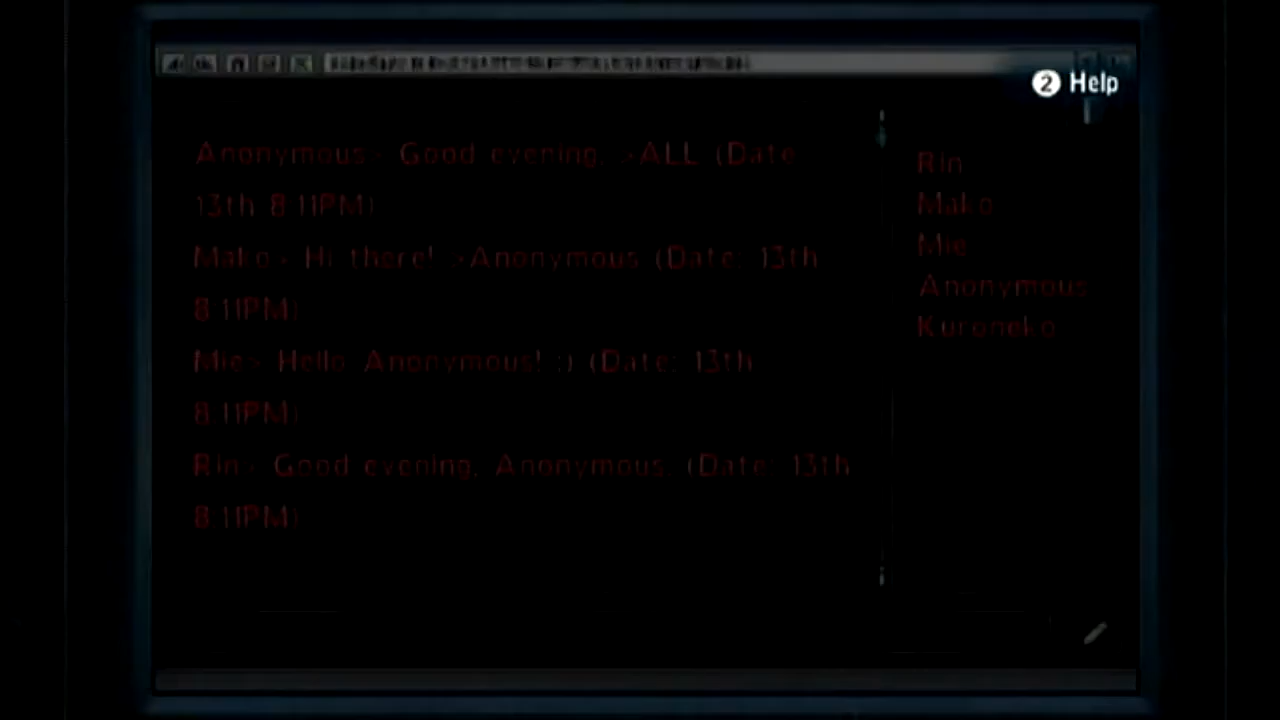 2 Help
Anonymous> Good evening. >ALL (Date
13th 8:11PM)
Mako> Hi there! >Anonymous (Date: 13th
8:11PM)
Mie> Hello Anonymous! :) (Date: 13th
8:11PM)
Rin> Good evening, Anonymous. (Date: 13th
8:11PM)
Rin
Mako
Mie
Anonymous
Kuroneko